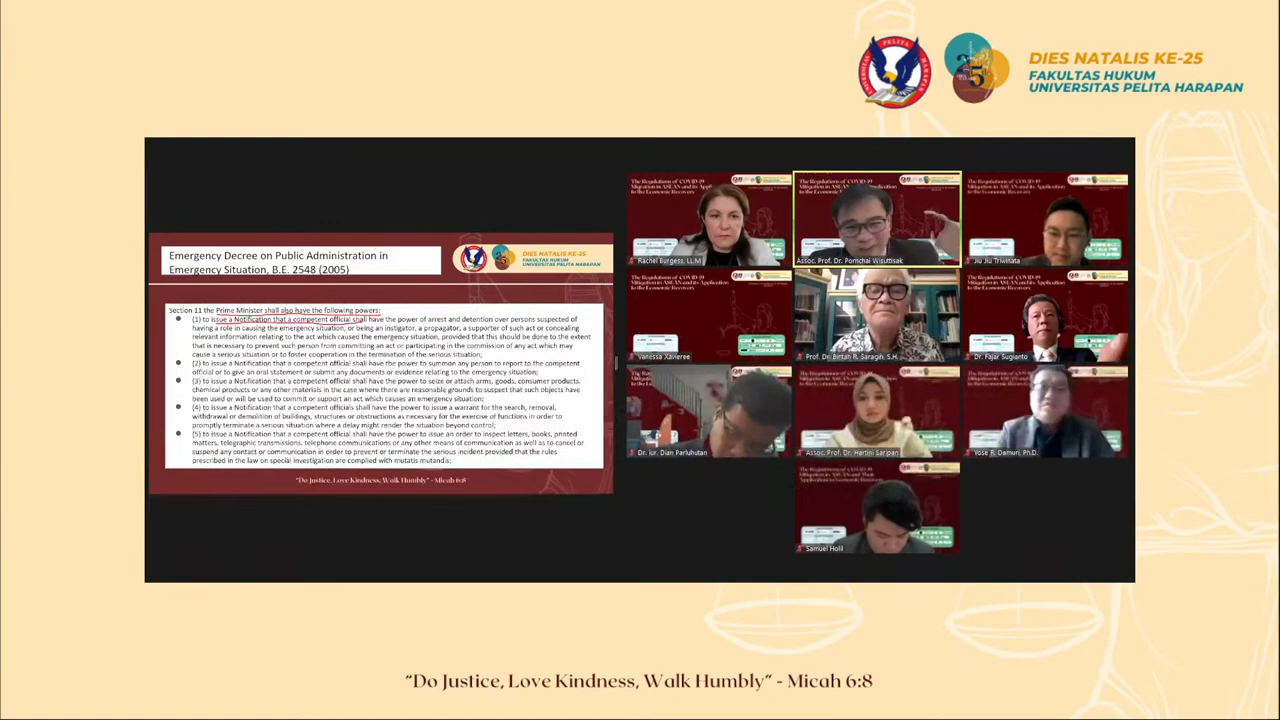 DIES NATALIS KE-25
FAKULTAS HUKUM
UNIVERSITAS PELITA HARAPAN
Emergency Decree on Public Administration in
Emergency Situation, B.E. 2548 (2005)
DIES NATALIS KE-25
FAKULTAS HUKUM
UNIVERSITAS PELITA HARAPAN
Section 11 the Prime Minister shall also have the following powers:
(1) to issue a Notification that a competent official shall have the power of arrest and detention over persons suspected of
having a role in causing the emergency situation, or being an instigator, a propagator, a supporter of such act or concealing
relevant information relating to the act which caused the emergency situation, provided that this should be done to the extent
that is necessary to prevent such person from committing an act or participating in the commission of any act which may
cause a serious situation or to foster cooperation in the termination of the serious situation;
(2) to issue a Notification that a competent official shall have the power to summon any person to report to the competent
official or to give an oral statement or submit any documents or evidence relating to the emergency situation;
(3) to issue a Notification that a competent official shall have the power to seize or attach arms, goods, consumer products,
chemical products or any other materials in the case where there are reasonable grounds to suspect that such objects have
been used or will be used to commit or support an act which causes an emergency situation;
(4) to issue a Notification that a competent officials shall have the power to issue a warrant for the search, removal,
withdrawal or demolition of buildings, structures or obstructions as necessary for the exercise of functions in order to
promptly terminate a serious situation where a delay might render the situation beyond control;
(5) to issue a Notification that a competent official shall have the power to issue an order to inspect letters, books, printed
matters, telegraphic transmissions, telephone communications or any other means of communication as well as to cancel or
suspend any contact or communication in order to prevent or terminate the serious incident provided that the rules
prescribed in the law on special investigation are complied with mutatis mutandis;
"Do Justice, Love Kindness, Walk Humbly" - Micah 6:8
Rachel Burgess, LL.M
Assoc. Prof. Dr. Pornchai Wisuttisak
Jiu Jiu Triwinata
Vanessa Xavieree
Prof. Dr. Bintan R. Saragih, S.H.
Dr. Fajar Sugianto
Dr. iur. Dian Parluhutan
Assoc. Prof. Dr. Hartini Saripan
Yose R. Damuri, Ph.D.
Samuel Holil
"Do Justice, Love Kindness, Walk Humbly" - Micah 6:8